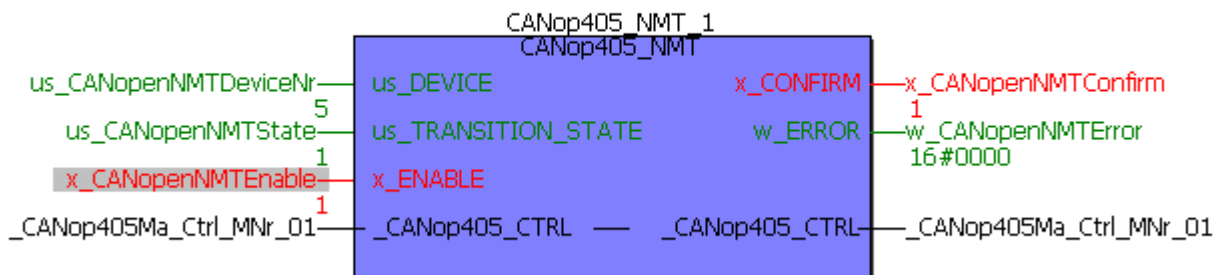 CANop405_NMT_1
CANop405_NMT
us_CANopenNMTDeviceNr us_DEVICE x_CONFIRM x_CANopenNMTConfirm
5 1
us_CANopenNMTState us_TRANSITION_STATE w_ERROR w_CANopenNMTError
1 16#0000
x_CANopenNMTEnable x_ENABLE
1
_CANop405Ma_Ctrl_MNr_01 _CANop405_CTRL _CANop405_CTRL _CANop405Ma_Ctrl_MNr_01